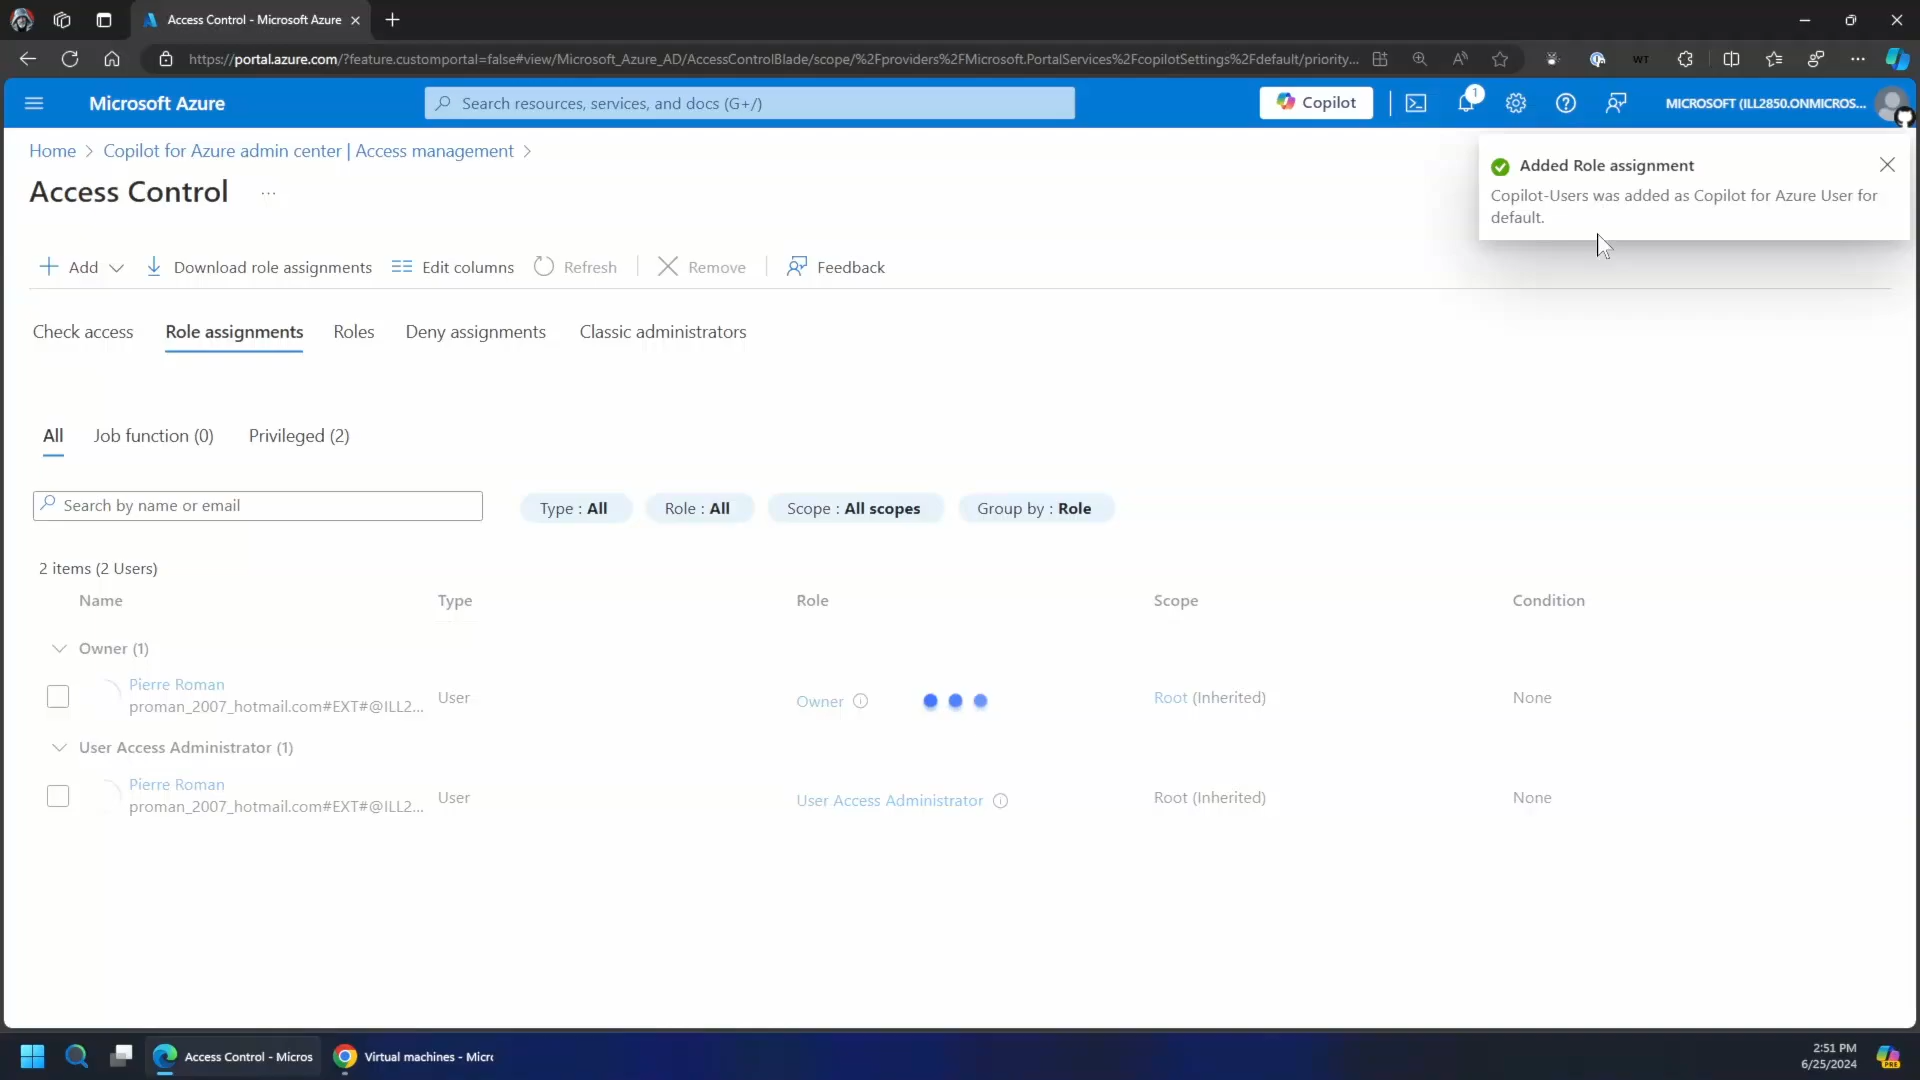 Access Control - Microsoft Azure
https://portal.azure.com/?feature.customportal=false#view/Microsoft_Azure_AD/AccessControlBlade/scope/%2Fproviders%2FMicrosoft.PortalServices%2FcopilotSettings%2Fdefault/priority...
WT
Microsoft Azure
Search resources, services, and docs (G+/)
Copilot
1
MICROSOFT (ILL2850.ONMICROS...
Home > Copilot for Azure admin center | Access management >
Access Control ...
Added Role assignment
Copilot-Users was added as Copilot for Azure User for
default.
Add
Download role assignments
Edit columns
Refresh
Remove
Feedback
Check access
Role assignments
Roles
Deny assignments
Classic administrators
All
Job function (0)
Privileged (2)
Search by name or email
Type : All
Role : All
Scope : All scopes
Group by : Role
2 items (2 Users)
Name
Type
Role
Scope
Condition
Owner (1)
Pierre Roman
proman_2007_hotmail.com#EXT#@ILL2...
User
Owner
Root (Inherited)
None
User Access Administrator (1)
Pierre Roman
proman_2007_hotmail.com#EXT#@ILL2...
User
User Access Administrator
Root (Inherited)
None
Access Control - Micros
Virtual machines - Micro
2:51 PM
6/25/2024
PRE